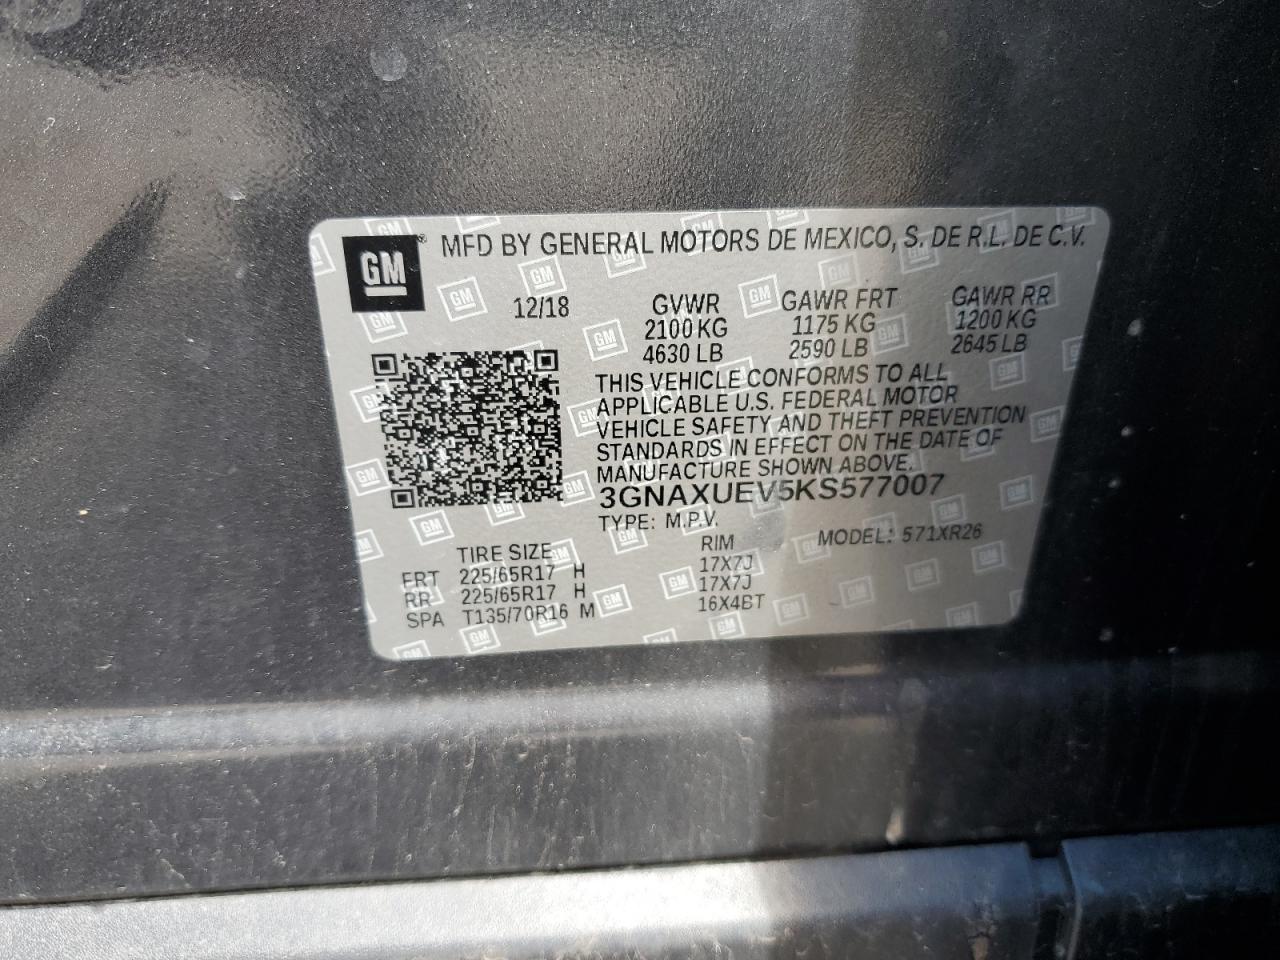 GM
MFD BY GENERAL MOTORS DE MEXICO, S. DE R.L. DE C.V.
12/18 GVWR GAWR FRT GAWR RR
2100 KG 1175 KG 1200 KG
4630 LB 2590 LB 2645 LB
THIS VEHICLE CONFORMS TO ALL
APPLICABLE U.S. FEDERAL MOTOR
VEHICLE SAFETY AND THEFT PREVENTION
STANDARDS IN EFFECT ON THE DATE OF
MANUFACTURE SHOWN ABOVE.
3GNAXUEV5KS577007
TYPE: M.P.V. MODEL: 571XR26
TIRE SIZE RIM
FRT 225/65R17 H 17X7J
RR 225/65R17 H 17X7J
SPA T135/70R16 M 16X4BT